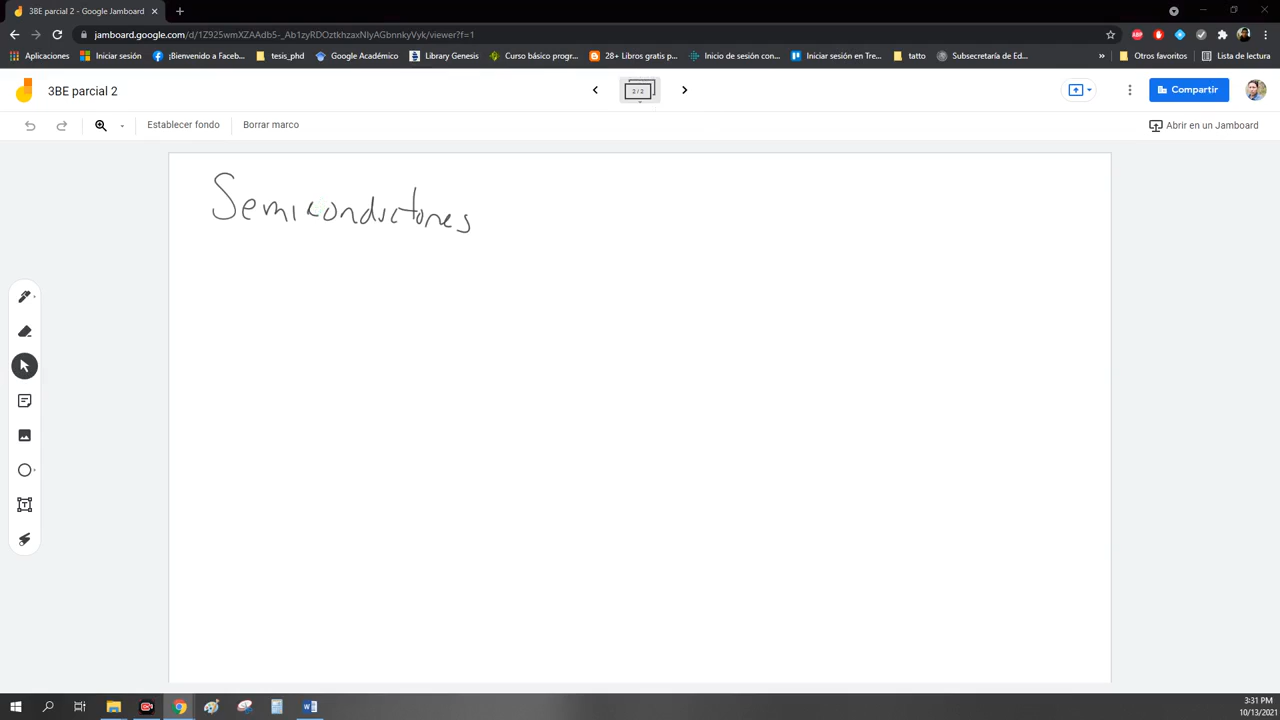 3BE parcial 2 - Google Jamboard
jamboard.google.com/d/1Z925wmXZAAdb5-_Ab1zyRDOztkhzaxNlyAGbnnkyVyk/viewer?f=1
Aplicaciones Iniciar sesión ¡Bienvenido a Faceb... tesis_phd Google Académico Library Genesis Curso básico progr... 28+ Libros gratis p... Inicio de sesión con... Iniciar sesión en Tre... tatto Subsecretaría de Ed... » Otros favoritos Lista de lectura
3BE parcial 2 2 / 2 Compartir
Establecer fondo Borrar marco Abrir en un Jamboard
Semiconductores
3:31 PM
10/13/2021